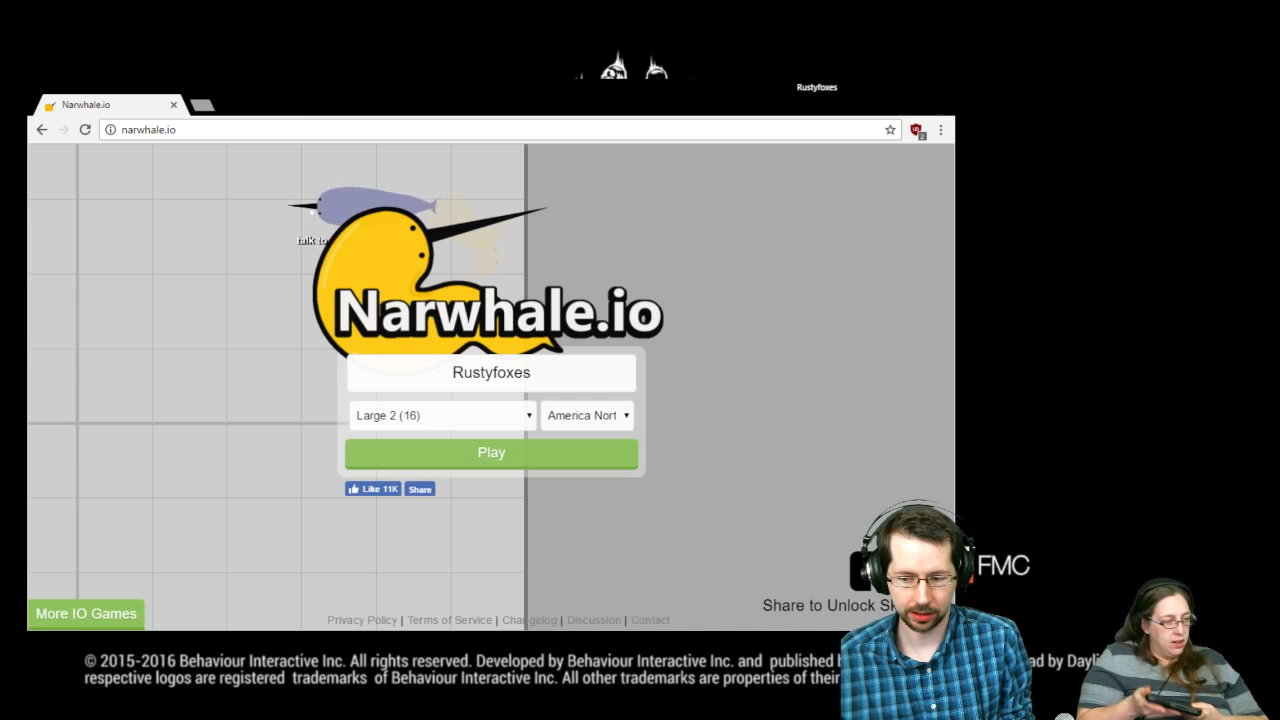 Rustyfoxes
Narwhale.io
narwhale.io
talk to
Narwhale.io
Rustyfoxes
Large 2 (16)
America Nort
Play
Like 11K
Share
FMC
Share to Unlock
More IO Games
Privacy Policy | Terms of Service | Changelog | Discussion | Contact
© 2015-2016 Behaviour Interactive Inc. All rights reserved. Developed by Behaviour Interactive Inc. and published
respective logos are registered trademarks of Behaviour Interactive Inc. All other trademarks are properties of their